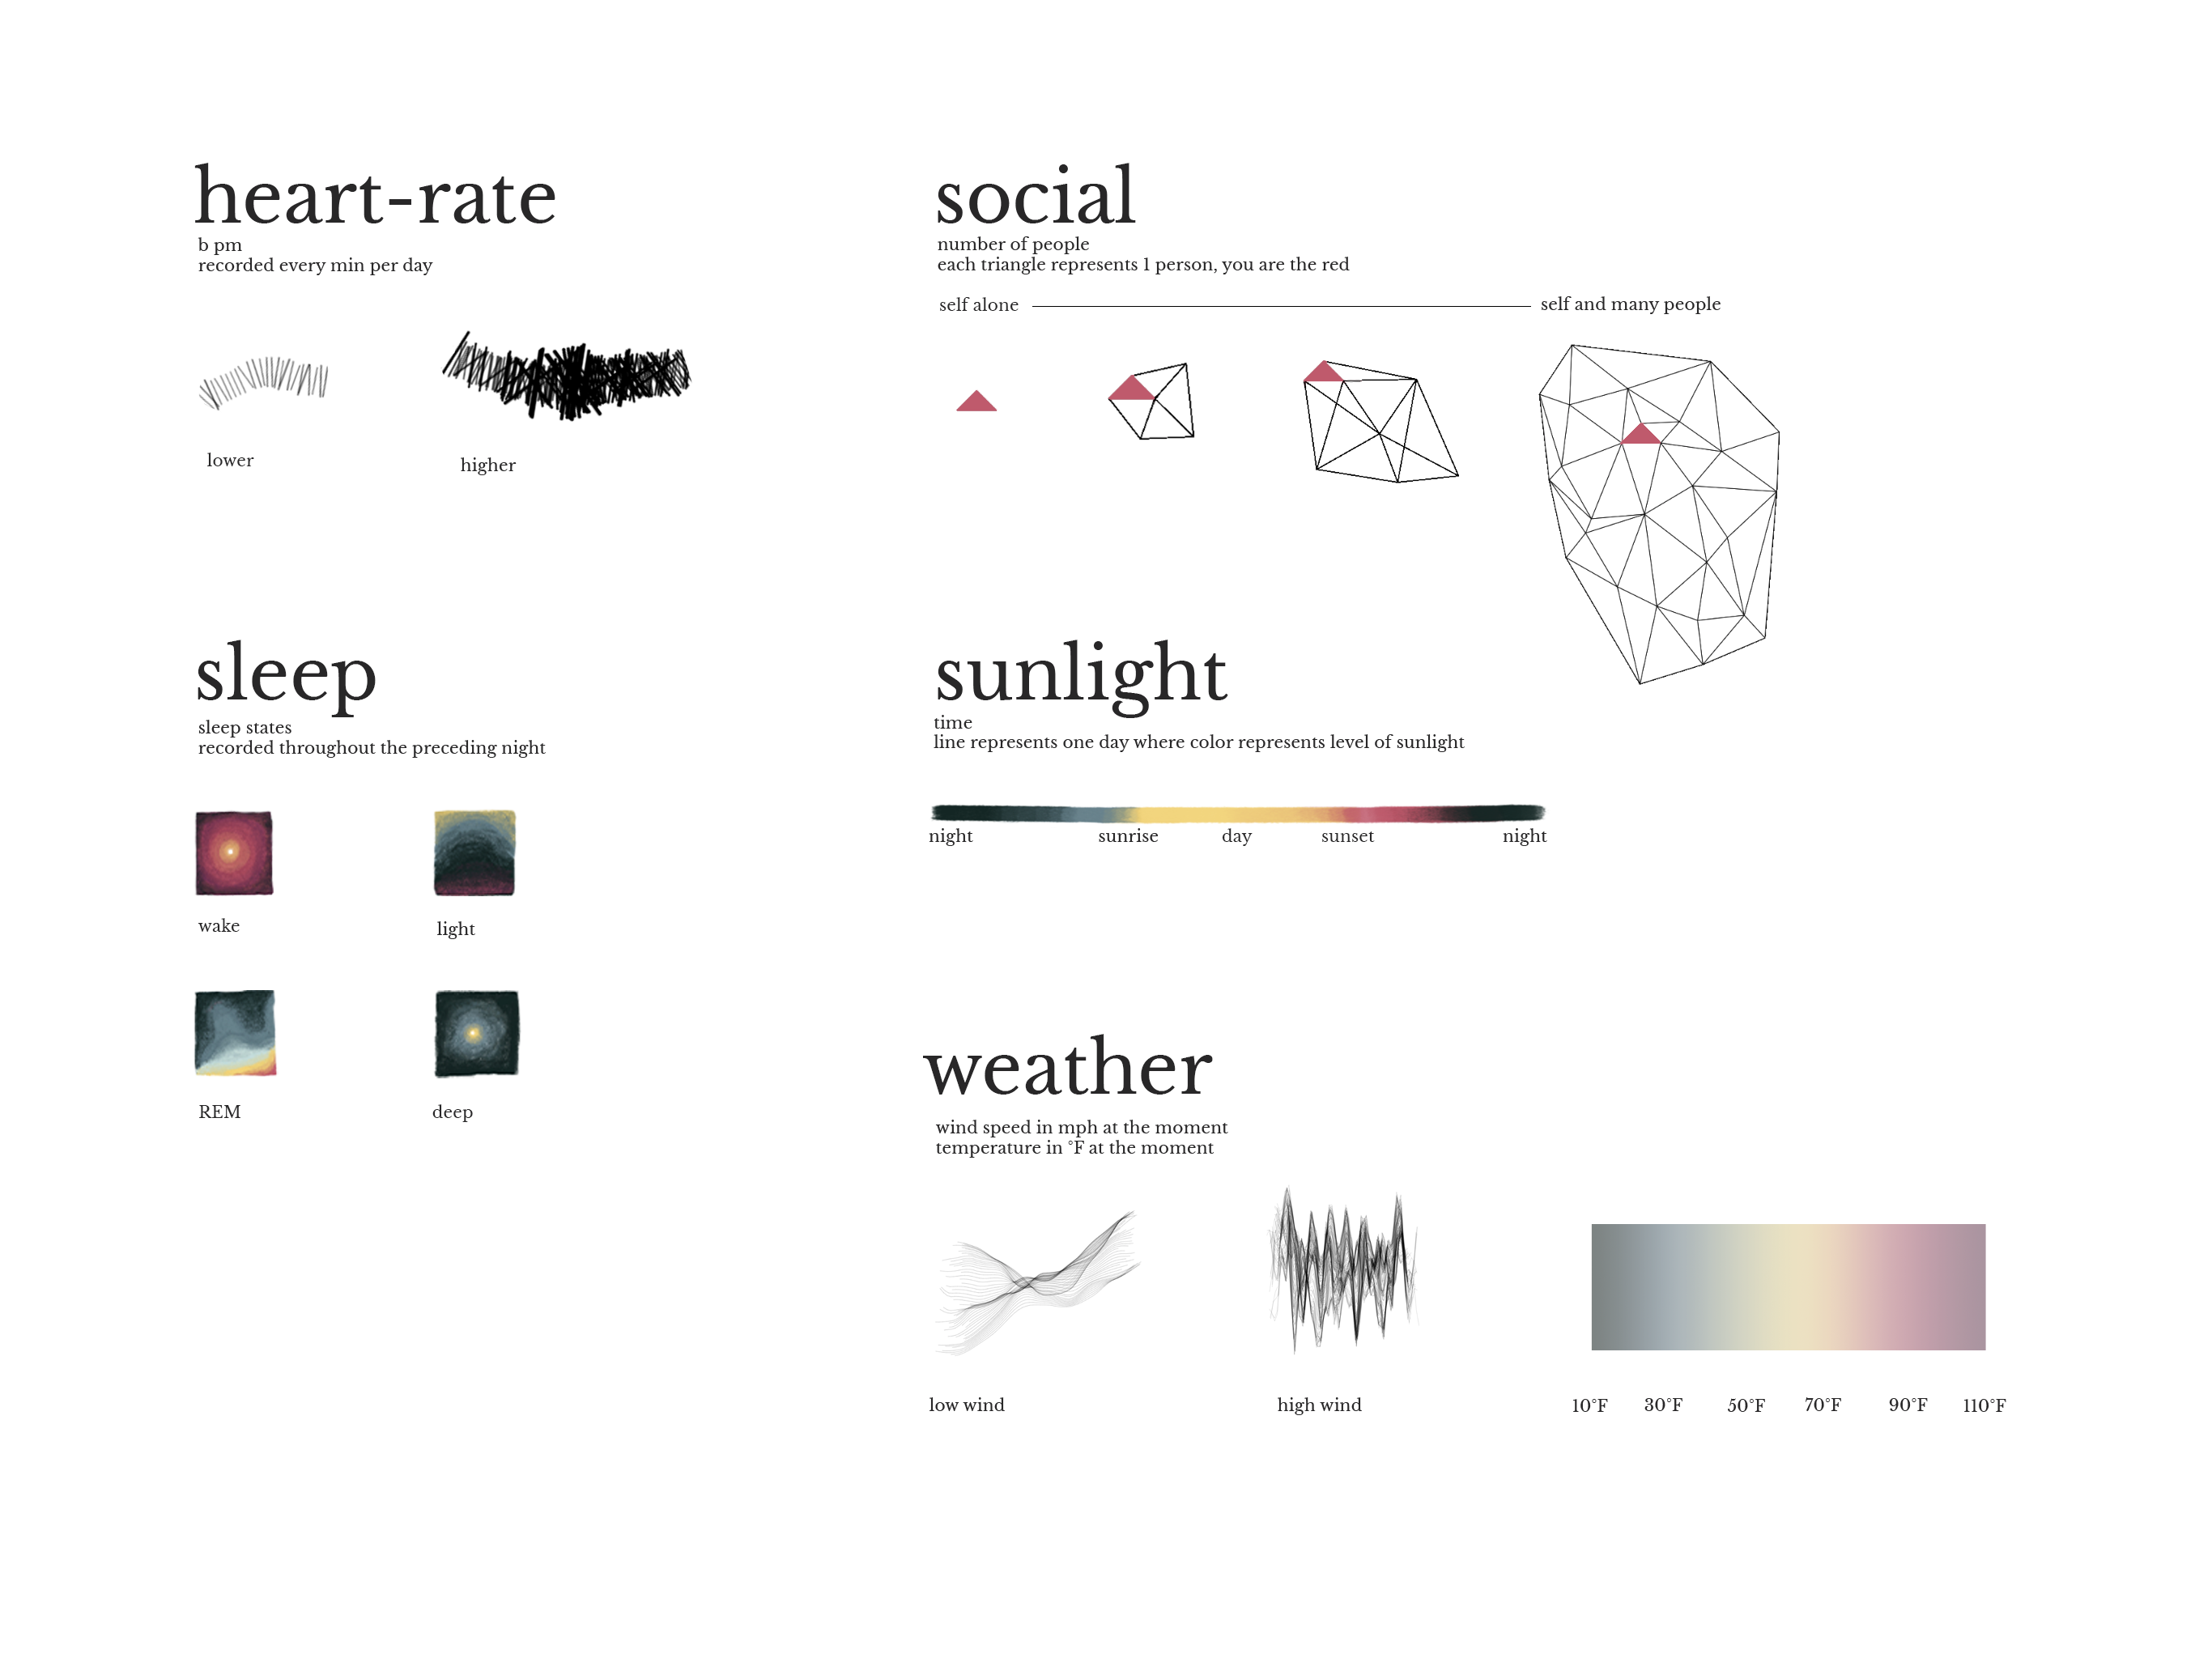 heart-rate
b pm
recorded every min per day
lower
higher
social
number of people
each triangle represents 1 person, you are the red
self alone
self and many people
sleep
sleep states
recorded throughout the preceding night
wake
light
REM
deep
sunlight
time
line represents one day where color represents level of sunlight
night
sunrise
day
sunset
night
weather
wind speed in mph at the moment
temperature in °F at the moment
low wind
high wind
10°F
30°F
50°F
70°F
90°F
110°F